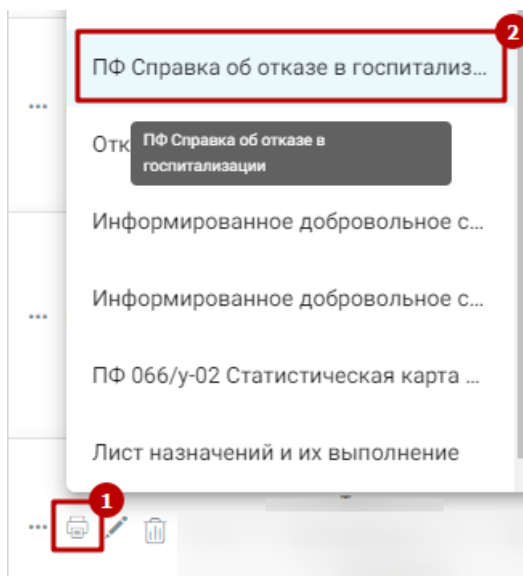 2
ПФ Справка об отказе в госпитализ...
...
Отк
ПФ Справка об отказе в
госпитализации
Информированное добровольное с...
Информированное добровольное с...
...
ПФ 066/у-02 Статистическая карта ...
Лист назначений и их выполнение
1
...